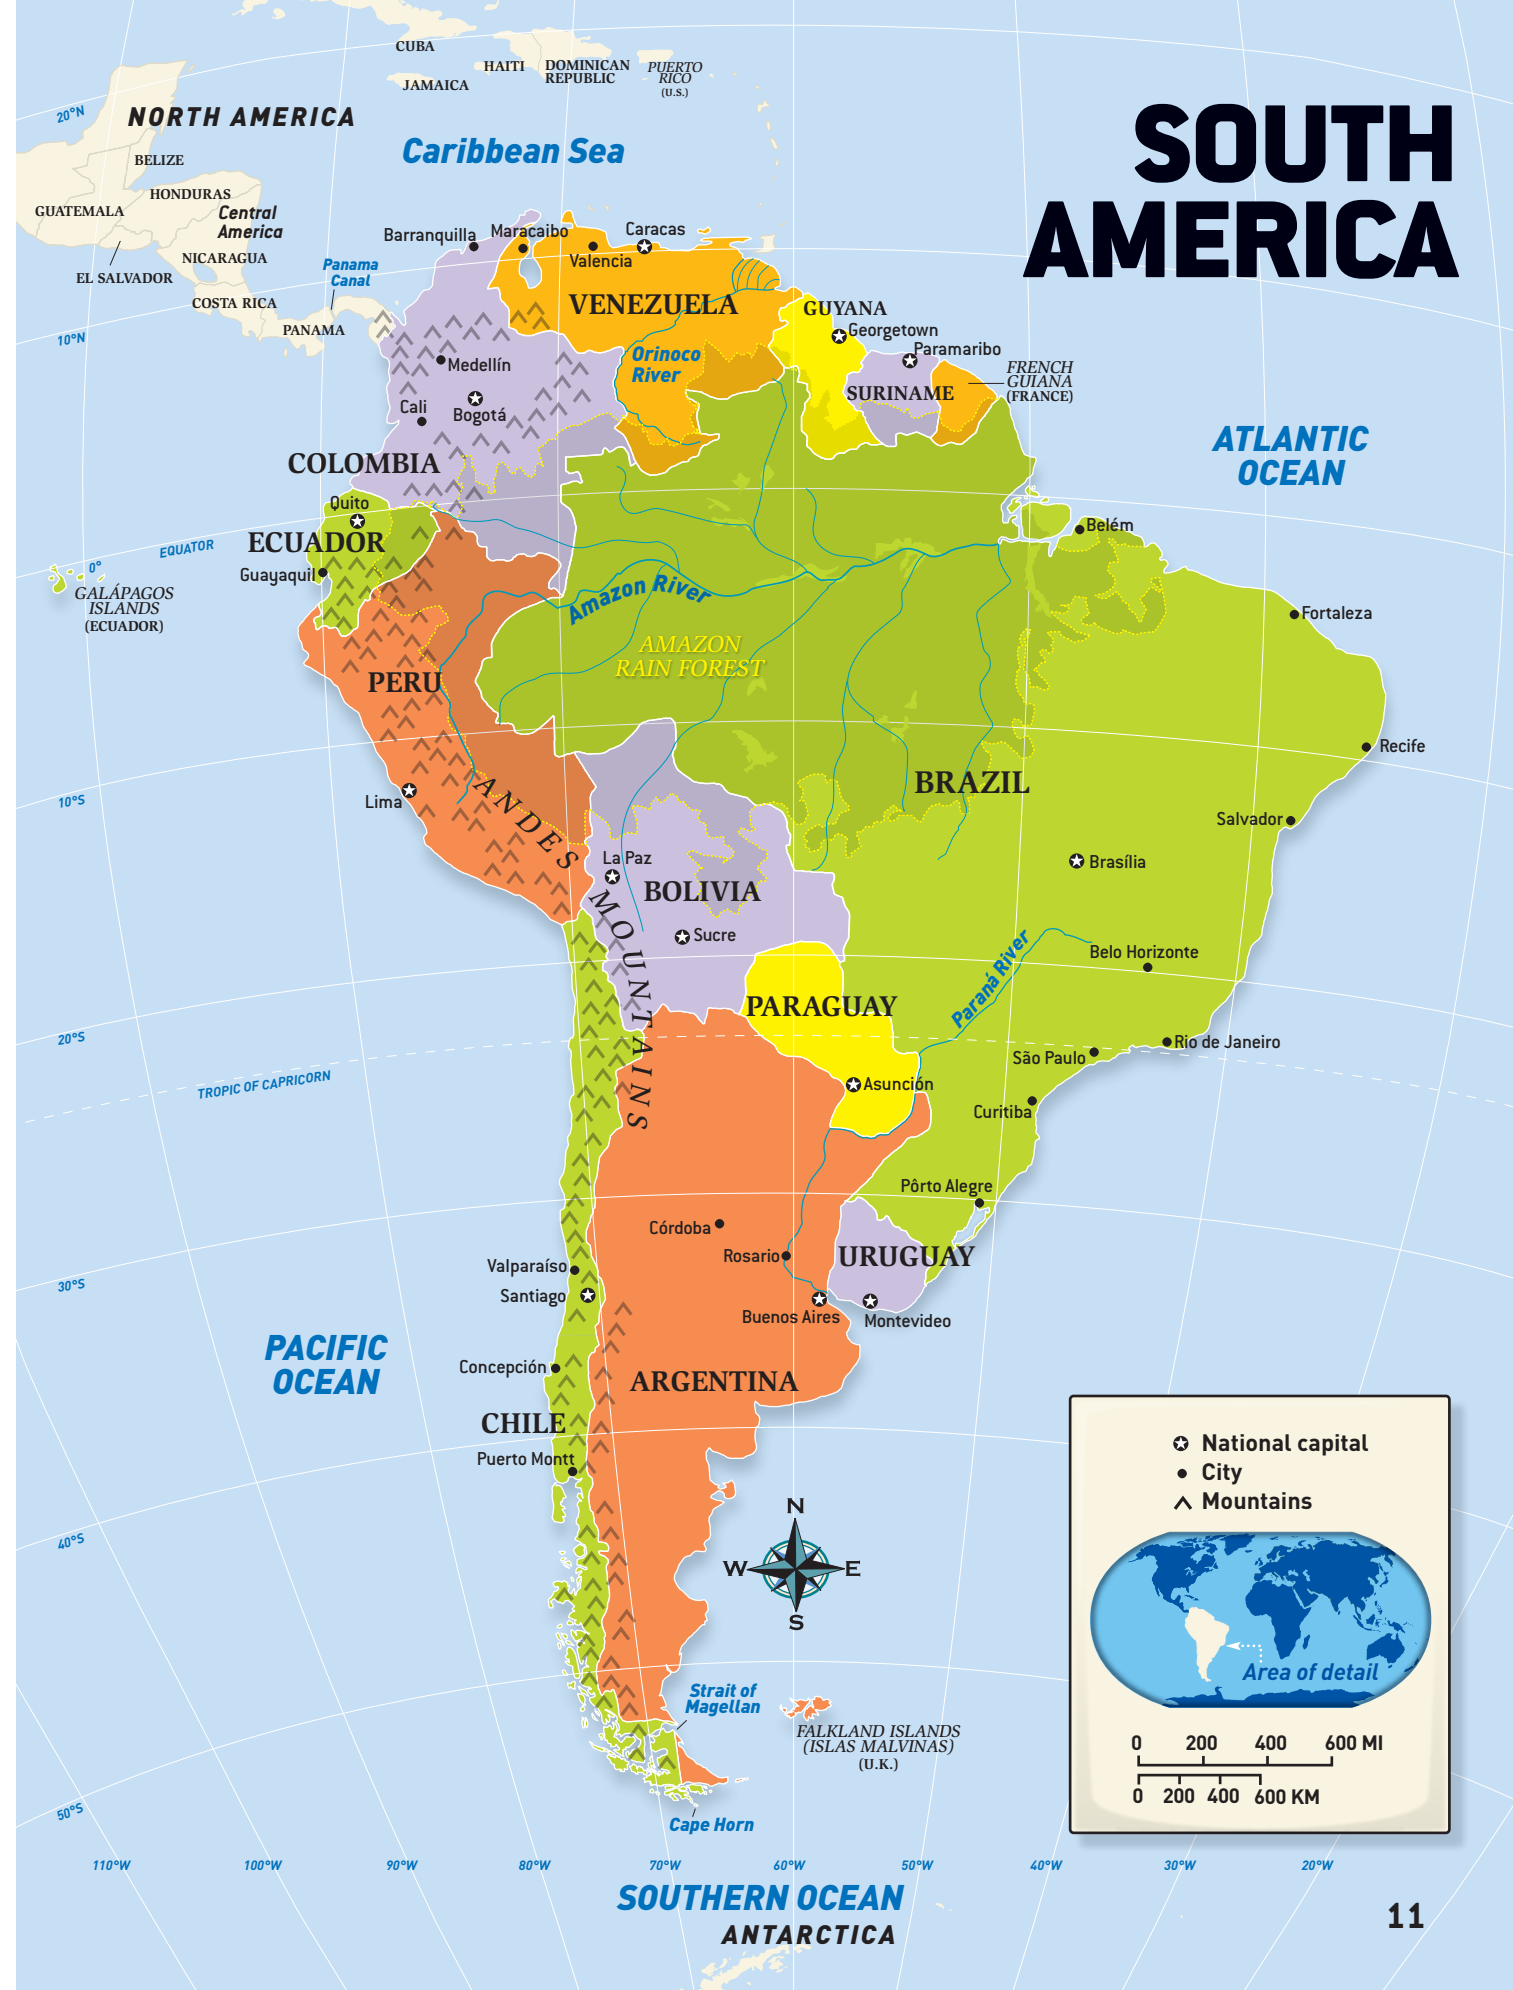 SOUTH
AMERICA
CUBA
HAITI
DOMINICAN
REPUBLIC
PUERTO
RICO
(U.S.)
JAMAICA
20°N
NORTH AMERICA
Caribbean Sea
BELIZE
HONDURAS
GUATEMALA
Central
America
NICARAGUA
EL SALVADOR
COSTA RICA
Panama
Canal
PANAMA
10°N
Barranquilla
Maracaibo
Caracas
Valencia
VENEZUELA
GUYANA
Georgetown
Paramaribo
Orinoco
River
SURINAME
FRENCH
GUIANA
(FRANCE)
Medellín
Cali
Bogotá
COLOMBIA
ATLANTIC
OCEAN
Quito
ECUADOR
Guayaquil
EQUATOR
0°
GALÁPAGOS
ISLANDS
(ECUADOR)
Belém
Amazon River
AMAZON
RAIN FOREST
Fortaleza
PERU
Recife
BRAZIL
10°S
Lima
ANDES
MOUNTAINS
Salvador
La Paz
BOLIVIA
Brasília
Sucre
Belo Horizonte
Paraná River
PARAGUAY
20°S
São Paulo
Rio de Janeiro
TROPIC OF CAPRICORN
Asunción
Curitiba
Pôrto Alegre
Córdoba
Rosario
URUGUAY
Valparaíso
Santiago
30°S
Buenos Aires
Montevideo
PACIFIC
OCEAN
Concepción
ARGENTINA
CHILE
Puerto Montt
40°S
N
W
E
S
Strait of
Magellan
FALKLAND ISLANDS
(ISLAS MALVINAS)
(U.K.)
50°S
Cape Horn
National capital
City
Mountains
Area of detail
0 200 400 600 MI
0 200 400 600 KM
110°W 100°W 90°W 80°W 70°W 60°W 50°W 40°W 30°W 20°W
SOUTHERN OCEAN
ANTARCTICA
11